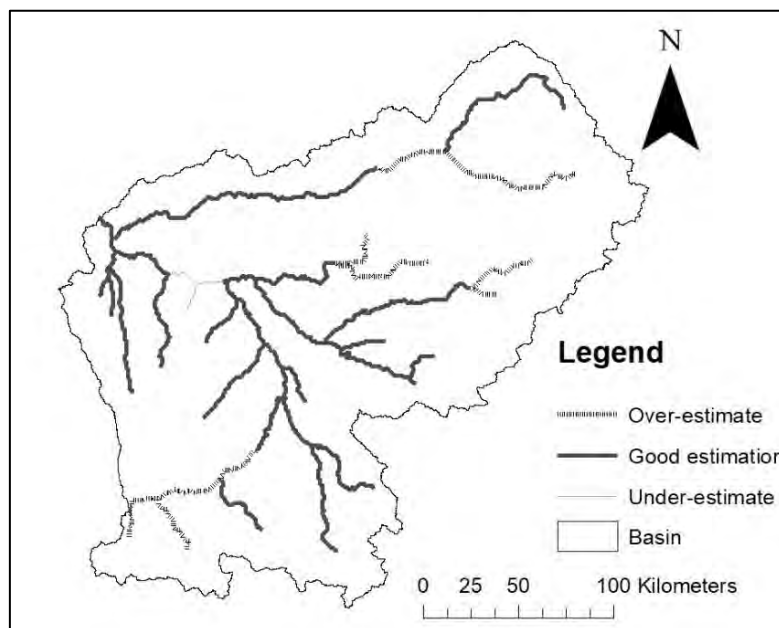 N
Legend
Over-estimate
Good estimation
Under-estimate
Basin
0 25 50 100 Kilometers